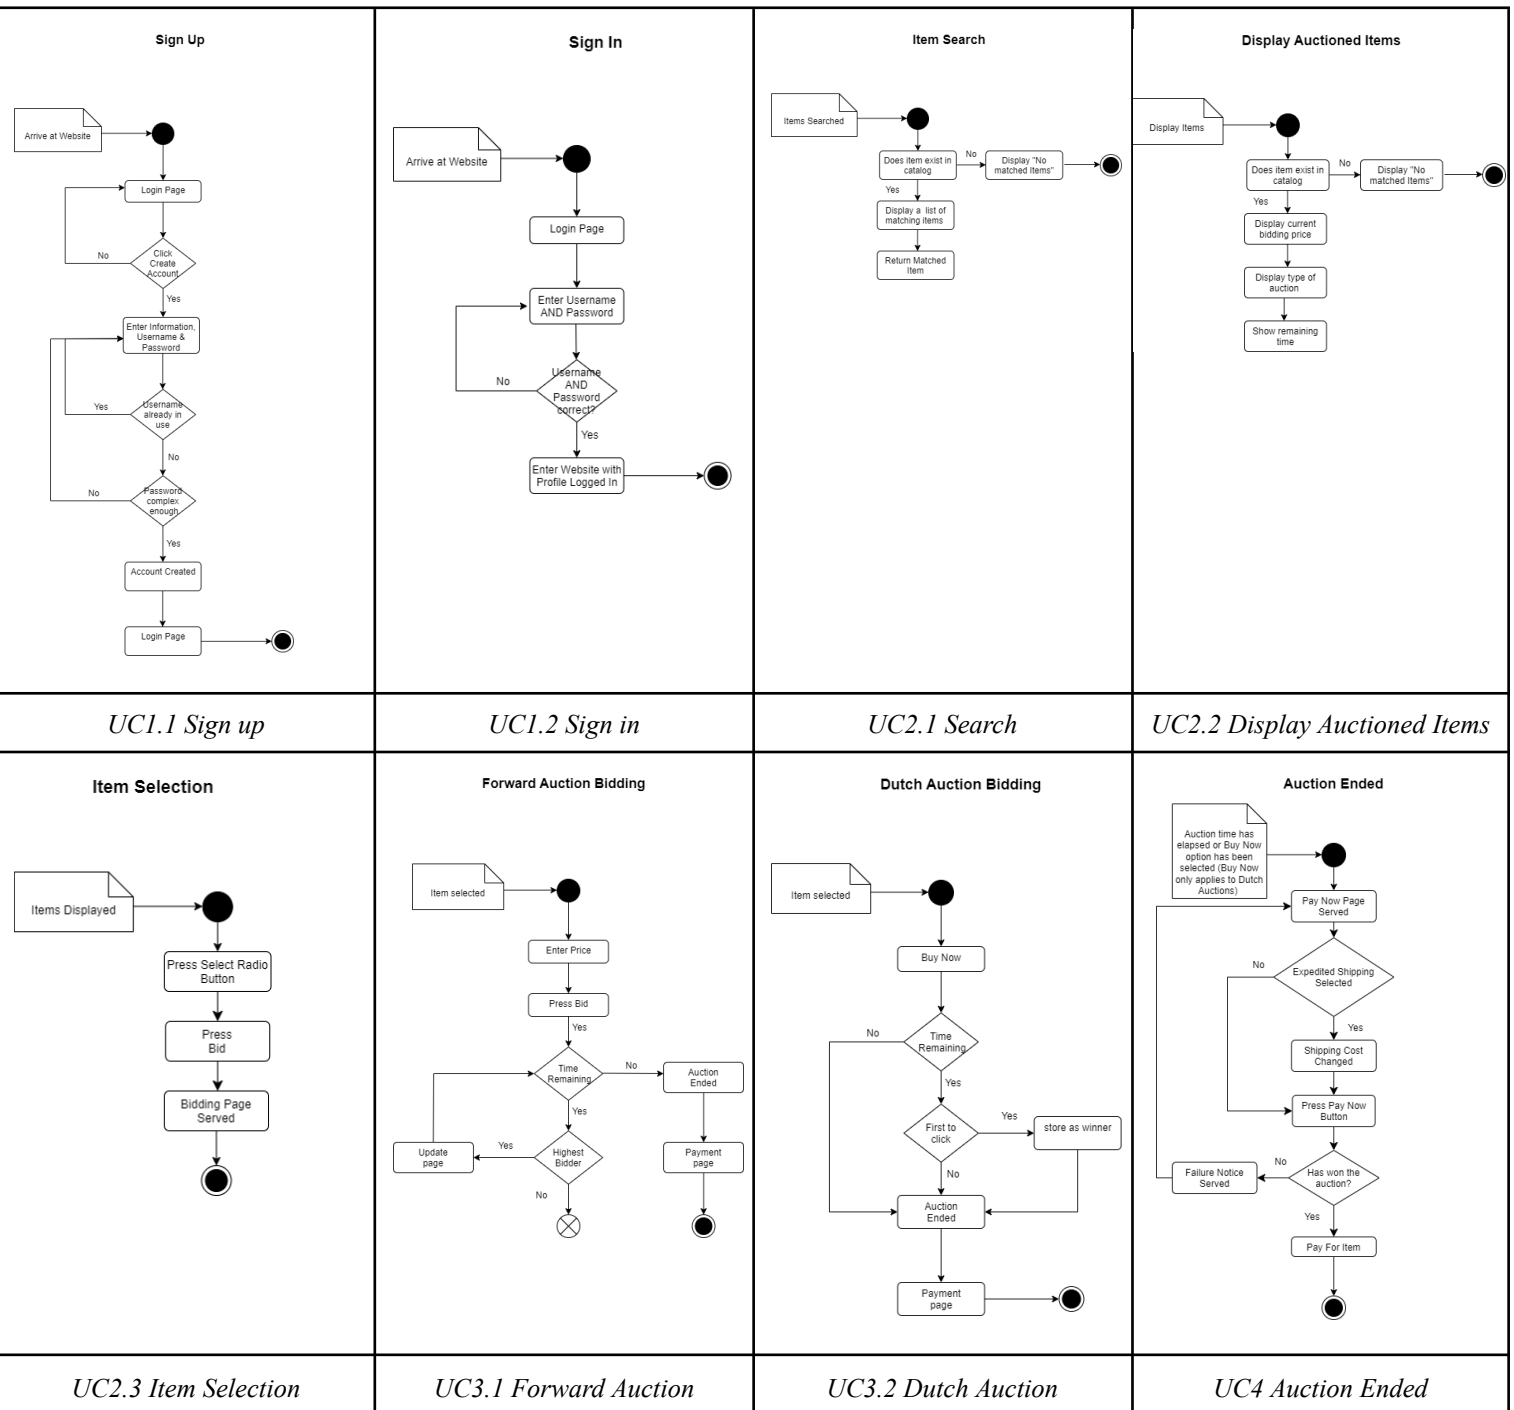 Sign Up
Arrive at Website
Login Page
No
Click
Create
Account
Yes
Enter Information,
Username &
Password
Yes
Username
already in
use
No
No
Password
complex
enough
Yes
Account Created
Login Page
Sign In
Arrive at Website
Login Page
Enter Username
AND Password
No
Username
AND
Password
correct?
Yes
Enter Website with
Profile Logged In
Item Search
Items Searched
Does item exist in
catalog
No
Display "No
matched Items"
Yes
Display a list of
matching items
Return Matched
Item
Display Auctioned Items
Display Items
Does item exist in
catalog
No
Display "No
matched Items"
Yes
Display current
bidding price
Display type of
auction
Show remaining
time
UC1.1 Sign up
UC1.2 Sign in
UC2.1 Search
UC2.2 Display Auctioned Items
Item Selection
Items Displayed
Press Select Radio
Button
Press
Bid
Bidding Page
Served
Forward Auction Bidding
Item selected
Enter Price
Press Bid
Yes
Time
Remaining
No
Auction
Ended
Yes
Update
page
Yes
Highest
Bidder
Payment
page
No
Dutch Auction Bidding
Item selected
Buy Now
No
Time
Remaining
Yes
First to
click
Yes
store as winner
No
Auction
Ended
Payment
page
Auction Ended
Auction time has
elapsed or Buy Now
option has been
selected (Buy Now
only applies to Dutch
Auctions)
Pay Now Page
Served
No
Expedited Shipping
Selected
Yes
Shipping Cost
Changed
Press Pay Now
Button
Failure Notice
Served
No
Has won the
auction?
Yes
Pay For Item
UC2.3 Item Selection
UC3.1 Forward Auction
UC3.2 Dutch Auction
UC4 Auction Ended